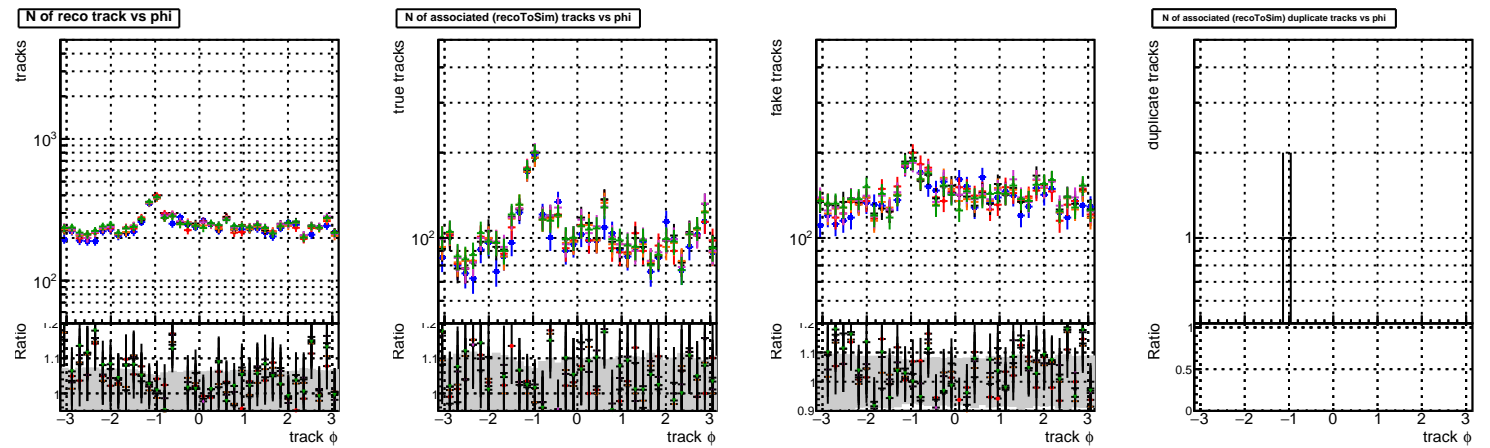 N of reco track vs phi
tracks
10³
10²
Ratio
1.2
1.1
1
−3 −2 −1 0 1 2 3
track ϕ
N of associated (recoToSim) tracks vs phi
true tracks
10²
Ratio
1.2
1.1
1
−3 −2 −1 0 1 2 3
track ϕ
fake tracks
10²
Ratio
1.2
1.1
1
0.9
−3 −2 −1 0 1 2 3
track ϕ
N of associated (recoToSim) duplicate tracks vs phi
duplicate tracks
1
Ratio
1
0.5
0
−3 −2 −1 0 1 2 3
track ϕ